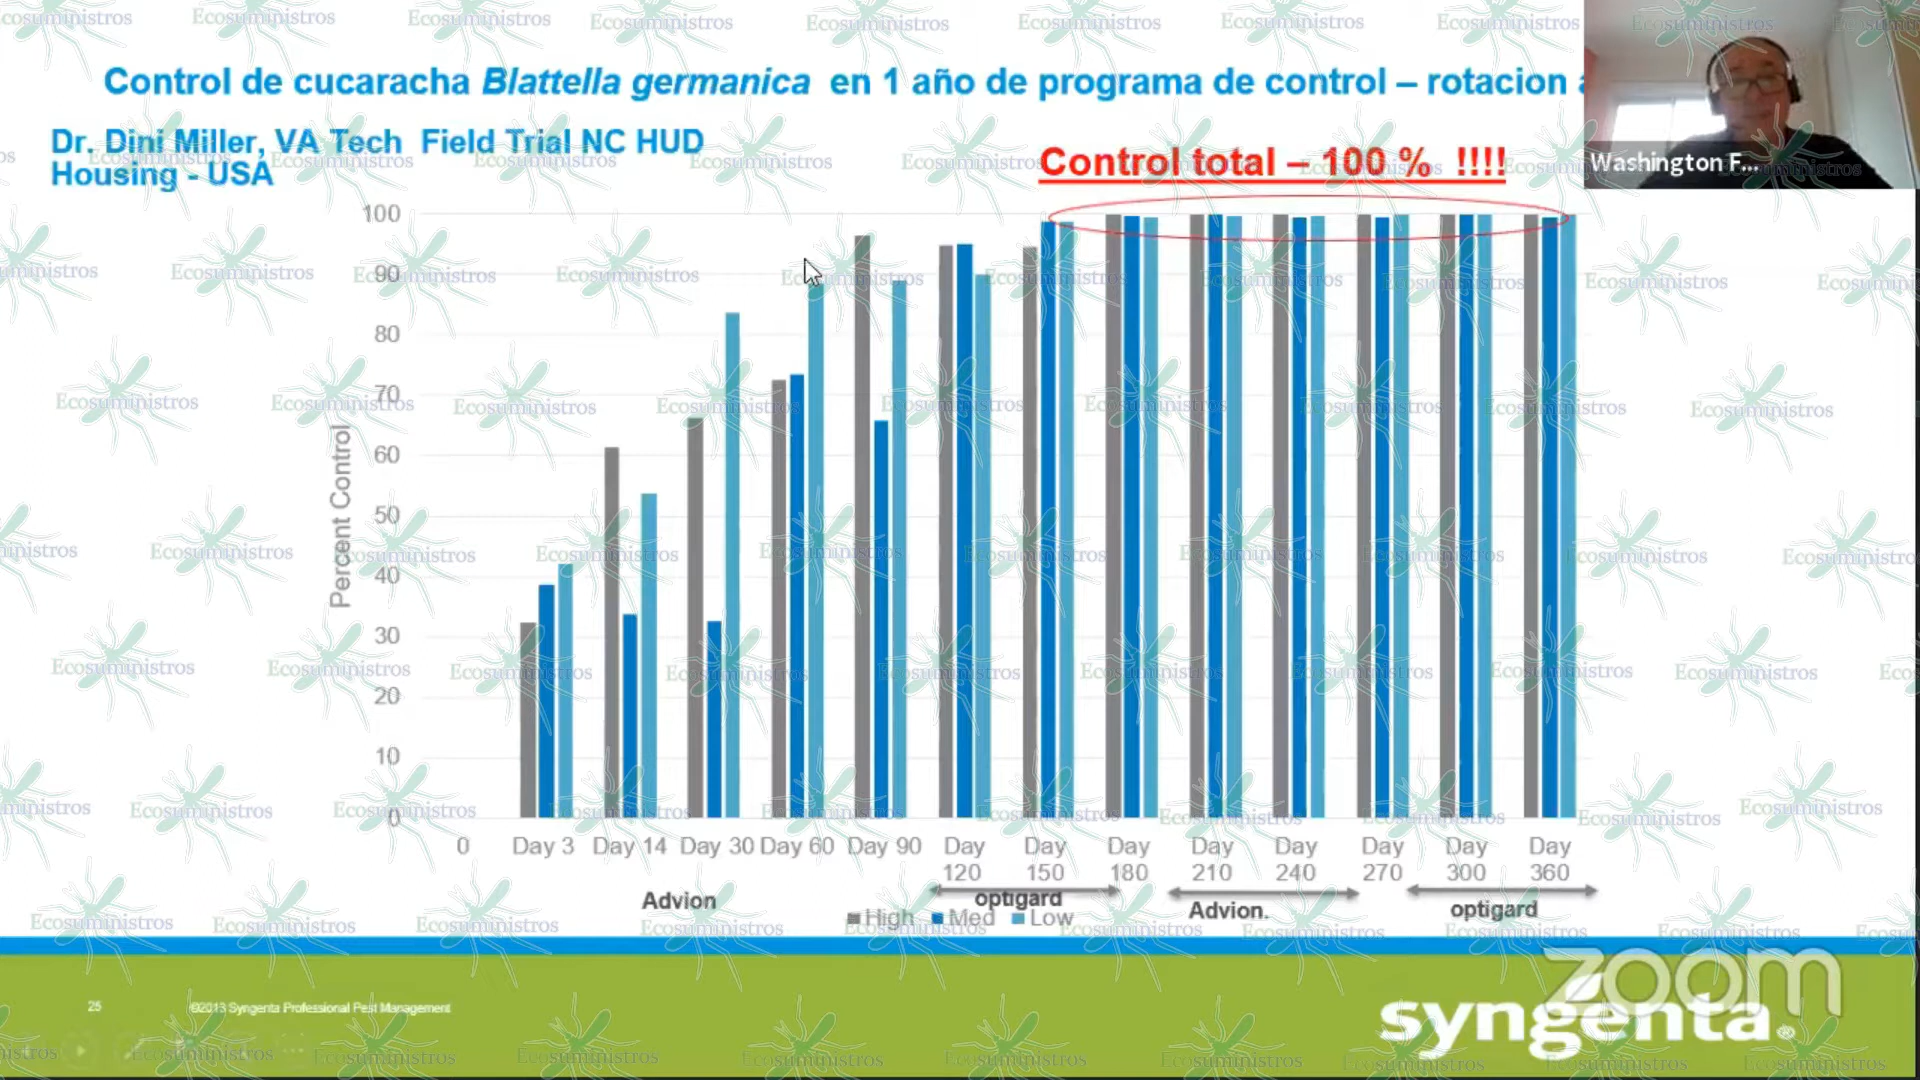 Control de cucaracha Blattella germanica en 1 año de programa de control – rotacion
Dr. Dini Miller, VA Tech Field Trial NC HUD
Housing - USA
Control total – 100 % !!!!
Washington F...
Percent Control
100
90
80
70
60
50
40
30
20
10
0
0 Day 3 Day 14 Day 30 Day 60 Day 90 Day 120 Day 150 Day 180 Day 210 Day 240 Day 270 Day 300 Day 360
Advion optigard Advion. optigard
High Med Low
25 ©2013 Syngenta Professional Pest Management
syngenta®
zoom
Ecosuministros